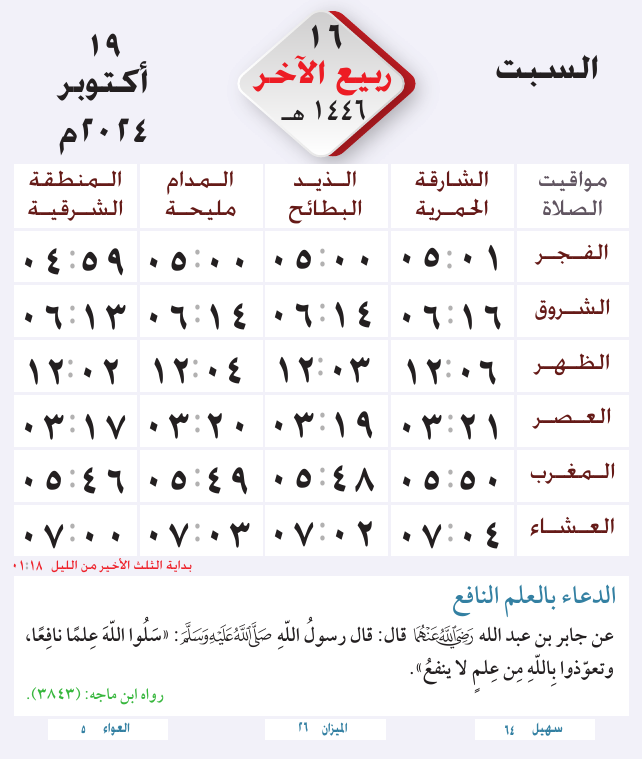 السبت
١٦
ربيع الآخر
١٤٤٦ هـ
١٩
أكتوبر
٢٠٢٤م
مواقيت الصلاة | الشارقة الحمرية | الذيد البطائح | المدام مليحة | المنطقة الشرقية
الفجر | ٠٥:٠١ | ٠٥:٠٠ | ٠٥:٠٠ | ٠٤:٥٩
الشروق | ٠٦:١٦ | ٠٦:١٤ | ٠٦:١٤ | ٠٦:١٣
الظهر | ١٢:٠٦ | ١٢:٠٣ | ١٢:٠٤ | ١٢:٠٢
العصر | ٠٣:٢١ | ٠٣:١٩ | ٠٣:٢٠ | ٠٣:١٧
المغرب | ٠٥:٥٠ | ٠٥:٤٨ | ٠٥:٤٩ | ٠٥:٤٦
العشاء | ٠٧:٠٤ | ٠٧:٠٢ | ٠٧:٠٣ | ٠٧:٠٠
بداية الثلث الأخير من الليل ٠١:١٨
الدعاء بالعلم النافع
عن جابر بن عبد الله رَضِيَ اللَّهُ عَنْهُمَا قال: قال رسولُ اللَّهِ صَلَّى اللَّهُ عَلَيْهِ وَسَلَّمَ: «سَلُوا اللَّهَ عِلمًا نافِعًا،
وتعوّذوا بِاللَّهِ مِن عِلمٍ لا ينفعُ».
رواه ابن ماجه: (٣٨٤٣).
سهيل ٦٤
الميزان ٢٦
العواء ٥